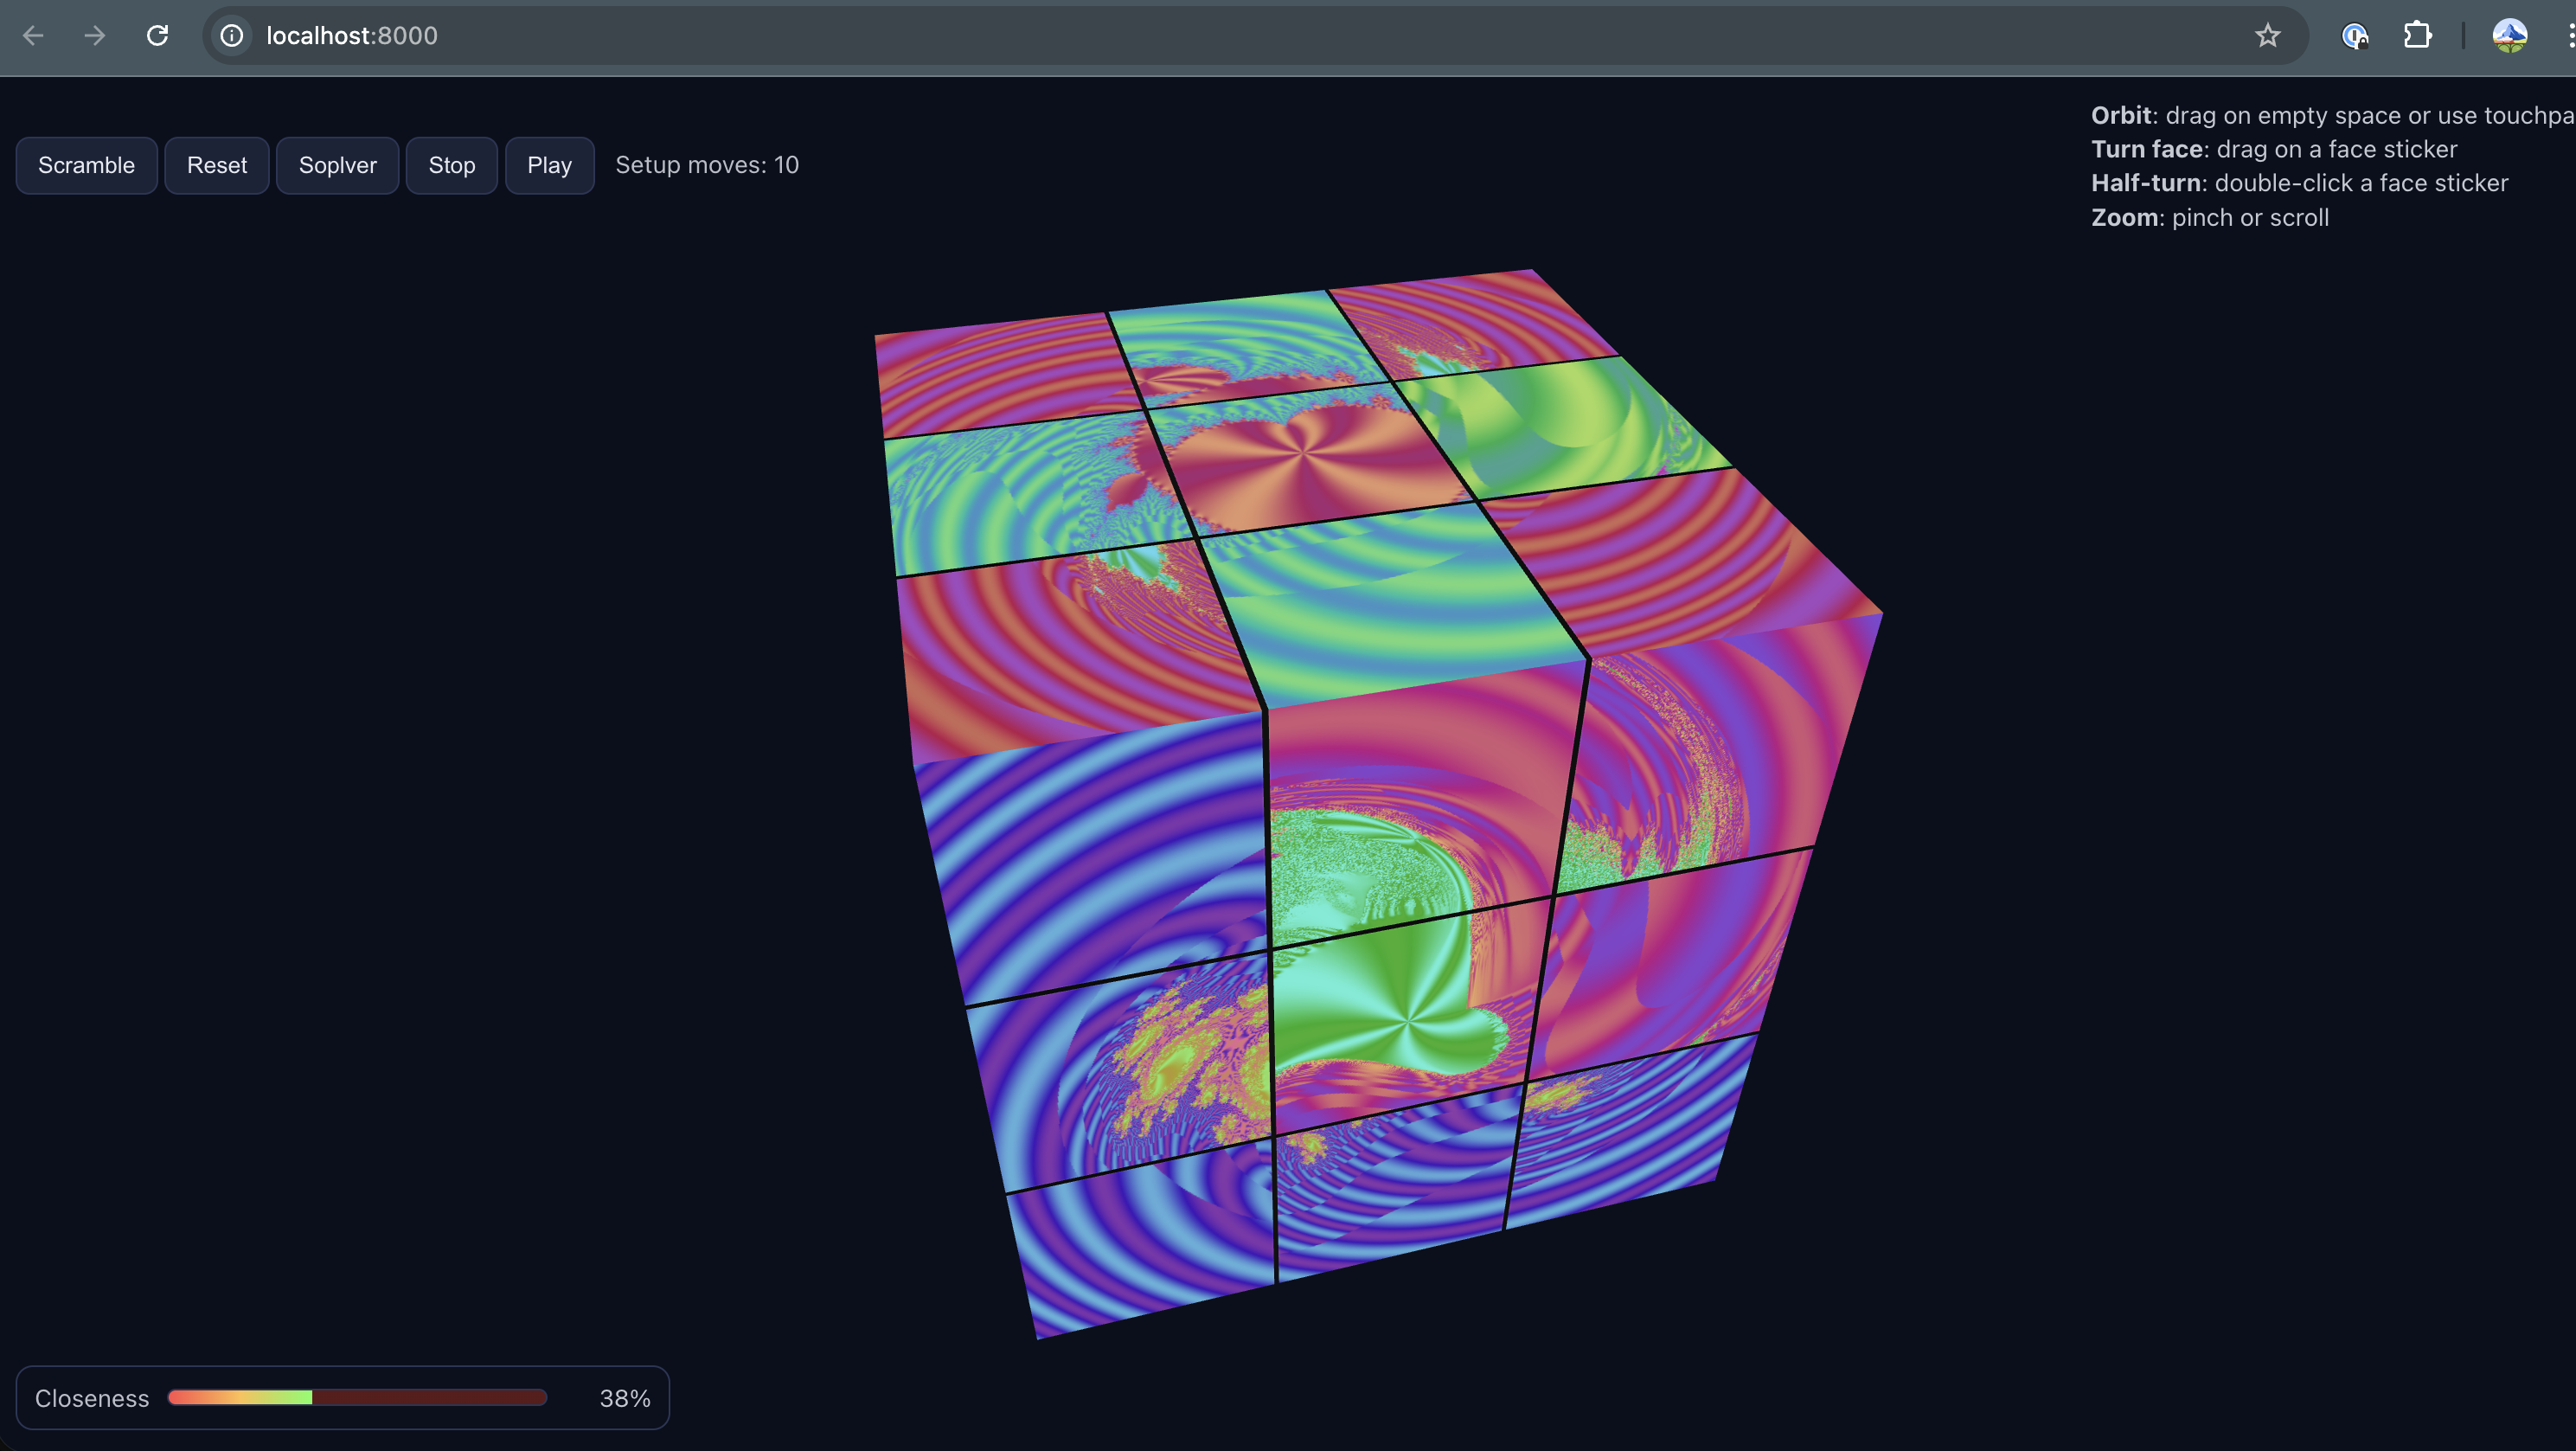 localhost:8000
Orbit: drag on empty space or use touchpa
Turn face: drag on a face sticker
Half-turn: double-click a face sticker
Zoom: pinch or scroll
Scramble Reset Soplver Stop Play Setup moves: 10
Closeness 38%